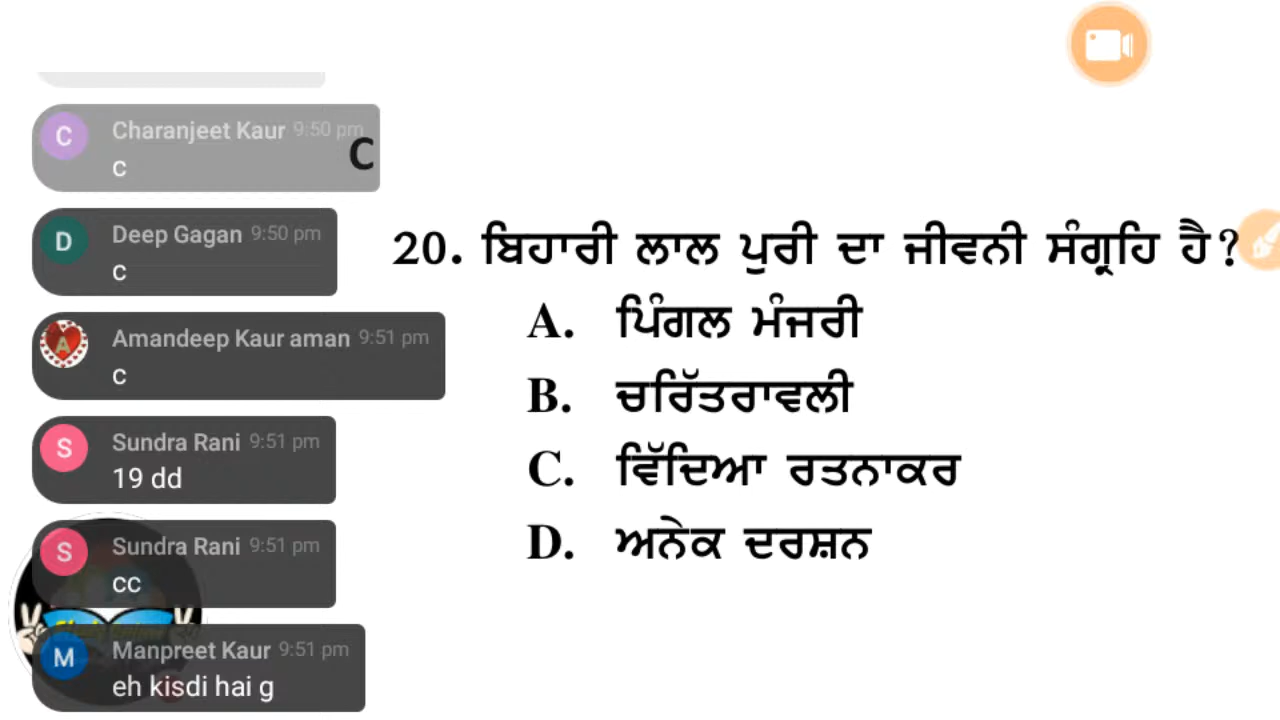 Charanjeet Kaur 9:50 pm
c
C
Deep Gagan 9:50 pm
c
Amandeep Kaur aman 9:51 pm
c
Sundra Rani 9:51 pm
19 dd
Sundra Rani 9:51 pm
cc
Manpreet Kaur 9:51 pm
eh kisdi hai g
20. ਬਿਹਾਰੀ ਲਾਲ ਪੁਰੀ ਦਾ ਜੀਵਨੀ ਸੰਗ੍ਰਹਿ ਹੈ?
A. ਪਿੰਗਲ ਮੰਜਰੀ
B. ਚਰਿੱਤਰਾਵਲੀ
C. ਵਿੱਦਿਆ ਰਤਨਾਕਰ
D. ਅਨੇਕ ਦਰਸ਼ਨ